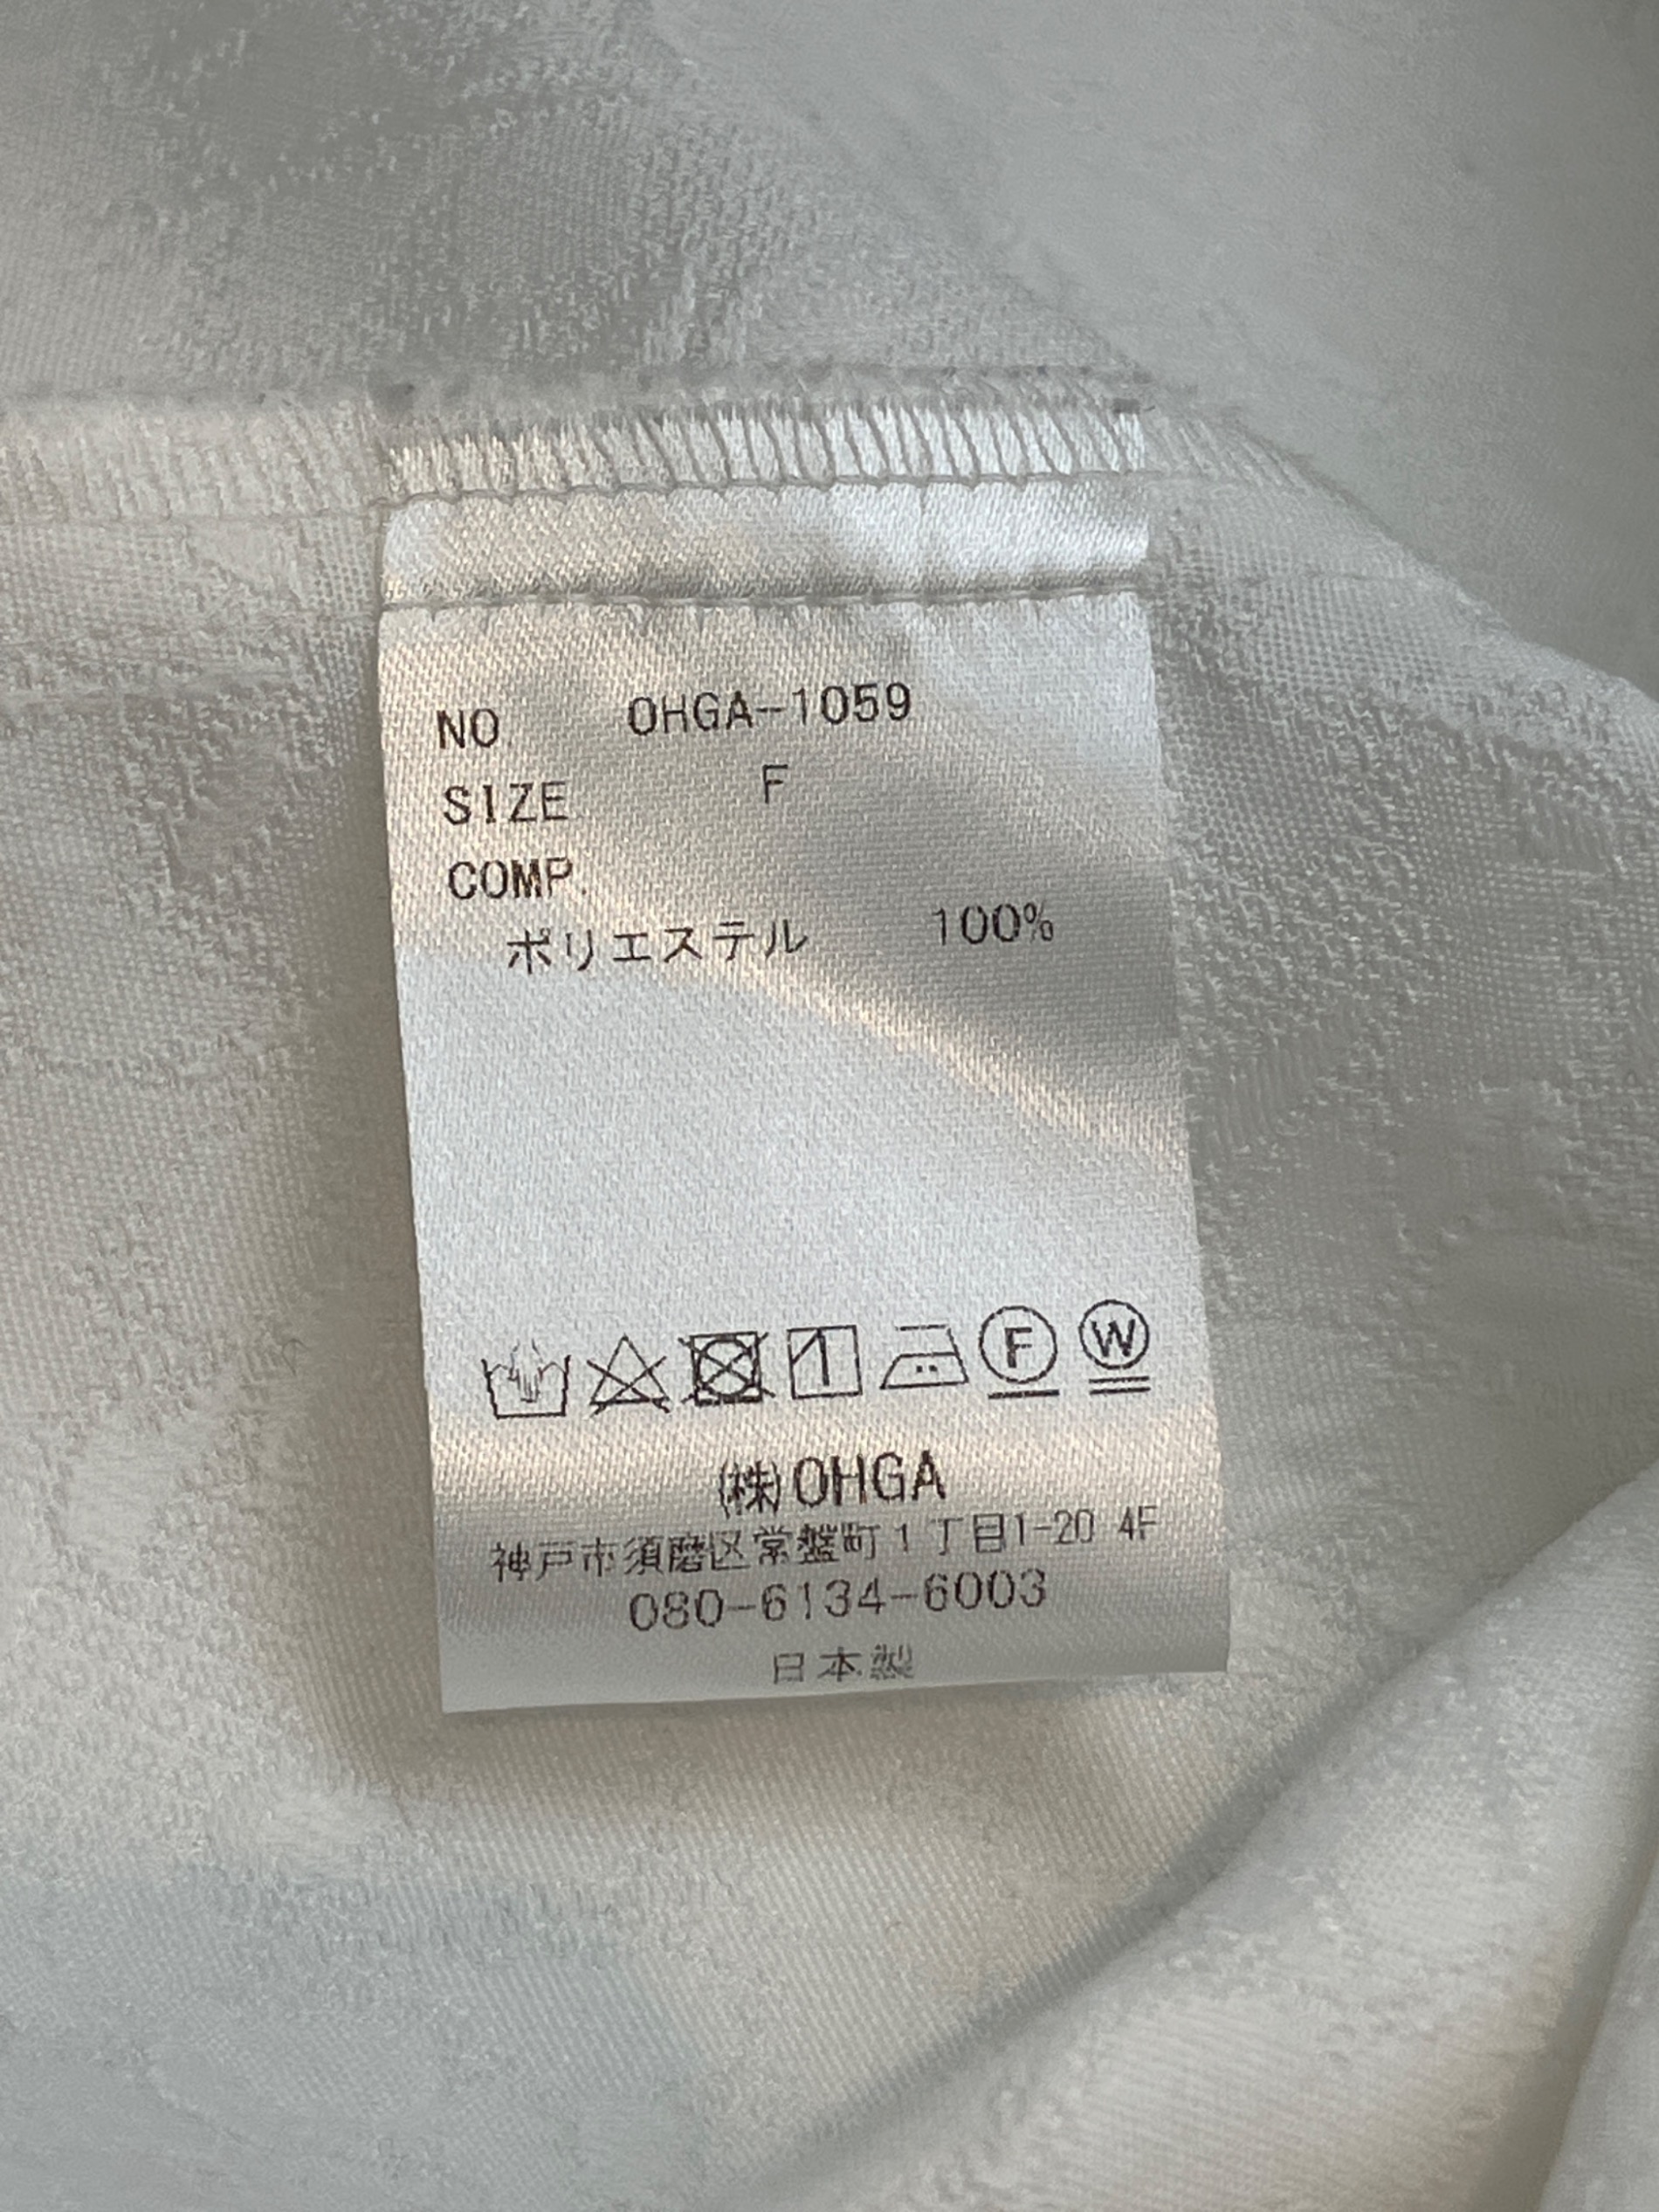 NO. OHGA-1059
SIZE F
COMP.
ポリエステル 100%
F W
㈱OHGA
神戸市須磨区常盤町1丁目1-20 4F
080-6134-6003
日本製